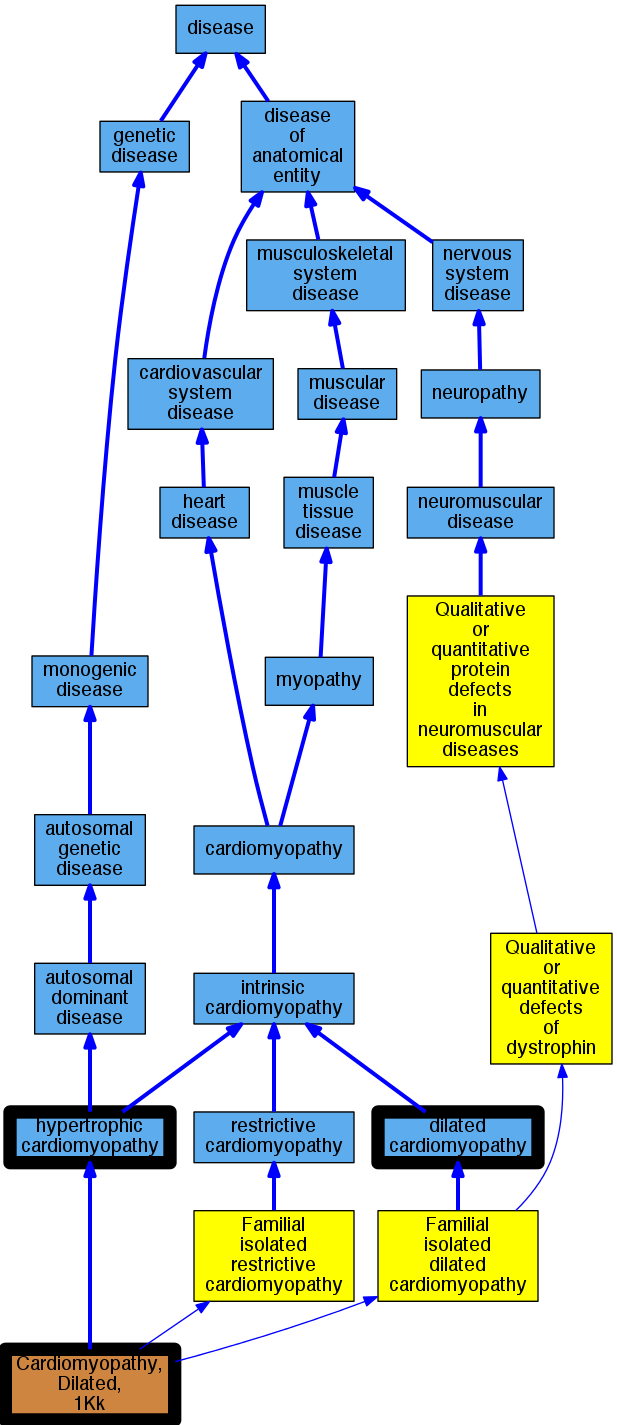 disease
genetic
disease
disease
of
anatomical
entity
musculoskeletal
system
disease
nervous
system
disease
cardiovascular
system
disease
muscular
disease
neuropathy
heart
disease
muscle
tissue
disease
neuromuscular
disease
Qualitative
or
quantitative
protein
defects
in
neuromuscular
diseases
monogenic
disease
myopathy
autosomal
genetic
disease
cardiomyopathy
Qualitative
or
quantitative
defects
of
dystrophin
autosomal
dominant
disease
intrinsic
cardiomyopathy
hypertrophic
cardiomyopathy
restrictive
cardiomyopathy
dilated
cardiomyopathy
Familial
isolated
restrictive
cardiomyopathy
Familial
isolated
dilated
cardiomyopathy
Cardiomyopathy,
Dilated,
1Kk